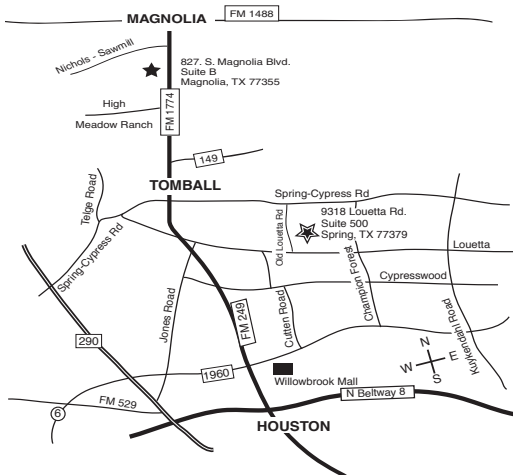 MAGNOLIA
FM 1488
Nichols - Sawmill
827. S. Magnolia Blvd.
Suite B
Magnolia, TX 77355
High
Meadow Ranch
FM 1774
149
TOMBALL
Telge Road
Spring-Cypress Rd
Spring-Cypress Rd
Old Louetta Rd
9318 Louetta Rd.
Suite 500
Spring, TX 77379
Louetta
Champion Forest
Cypresswood
Kuykendahl Road
Jones Road
FM 249
Cutten Road
290
1960
Willowbrook Mall
N
W E
S
N Beltway 8
6
FM 529
HOUSTON